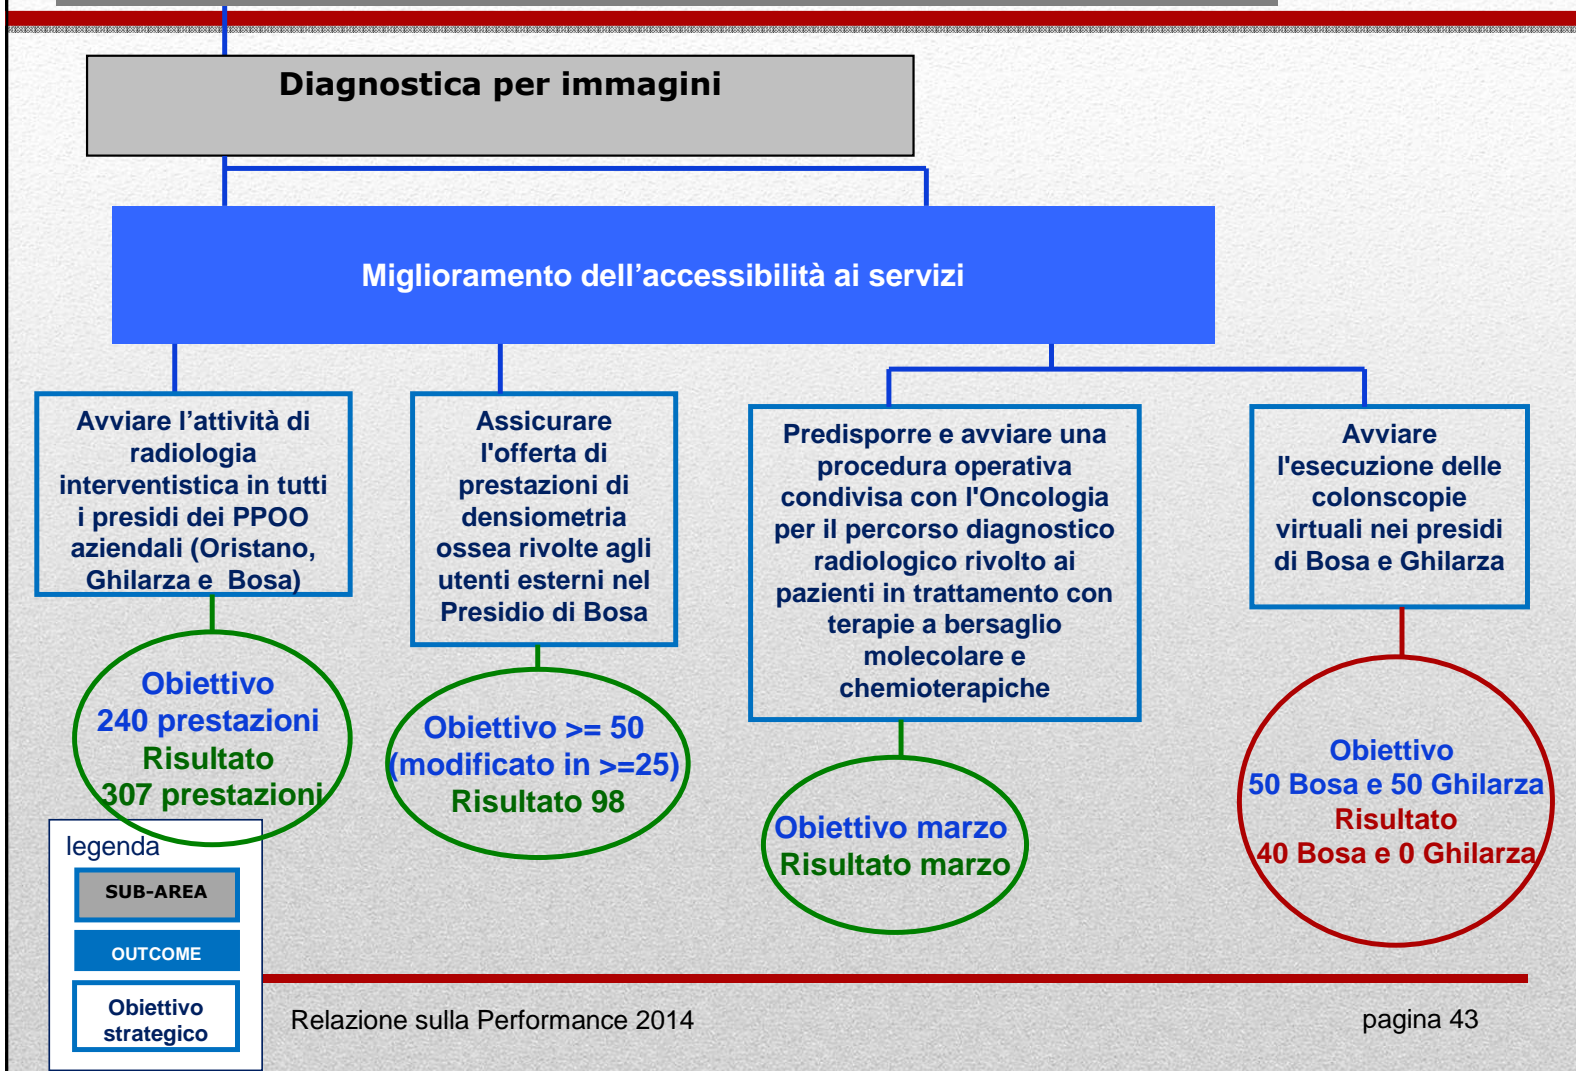 Diagnostica per immagini
Miglioramento dell’accessibilità ai servizi
Avviare l’attività di
radiologia
interventistica in tutti
i presidi dei PPOO
aziendali (Oristano,
Ghilarza e  Bosa)
Obiettivo
240 prestazioni
Risultato
307 prestazioni
Assicurare
l'offerta di
prestazioni di
densiometria
ossea rivolte agli
utenti esterni nel
Presidio di Bosa
Obiettivo >= 50
(modificato in >=25)
Risultato 98
Predisporre e avviare una
procedura operativa
condivisa con l'Oncologia
per il percorso diagnostico
radiologico rivolto ai
pazienti in trattamento con
terapie a bersaglio
molecolare e
chemioterapiche
Obiettivo marzo
Risultato marzo
Avviare
l'esecuzione delle
colonscopie
virtuali nei presidi
di Bosa e Ghilarza
Obiettivo
50 Bosa e 50 Ghilarza
Risultato
40 Bosa e 0 Ghilarza
legenda
SUB-AREA
OUTCOME
Obiettivo
strategico
Relazione sulla Performance 2014
pagina 43